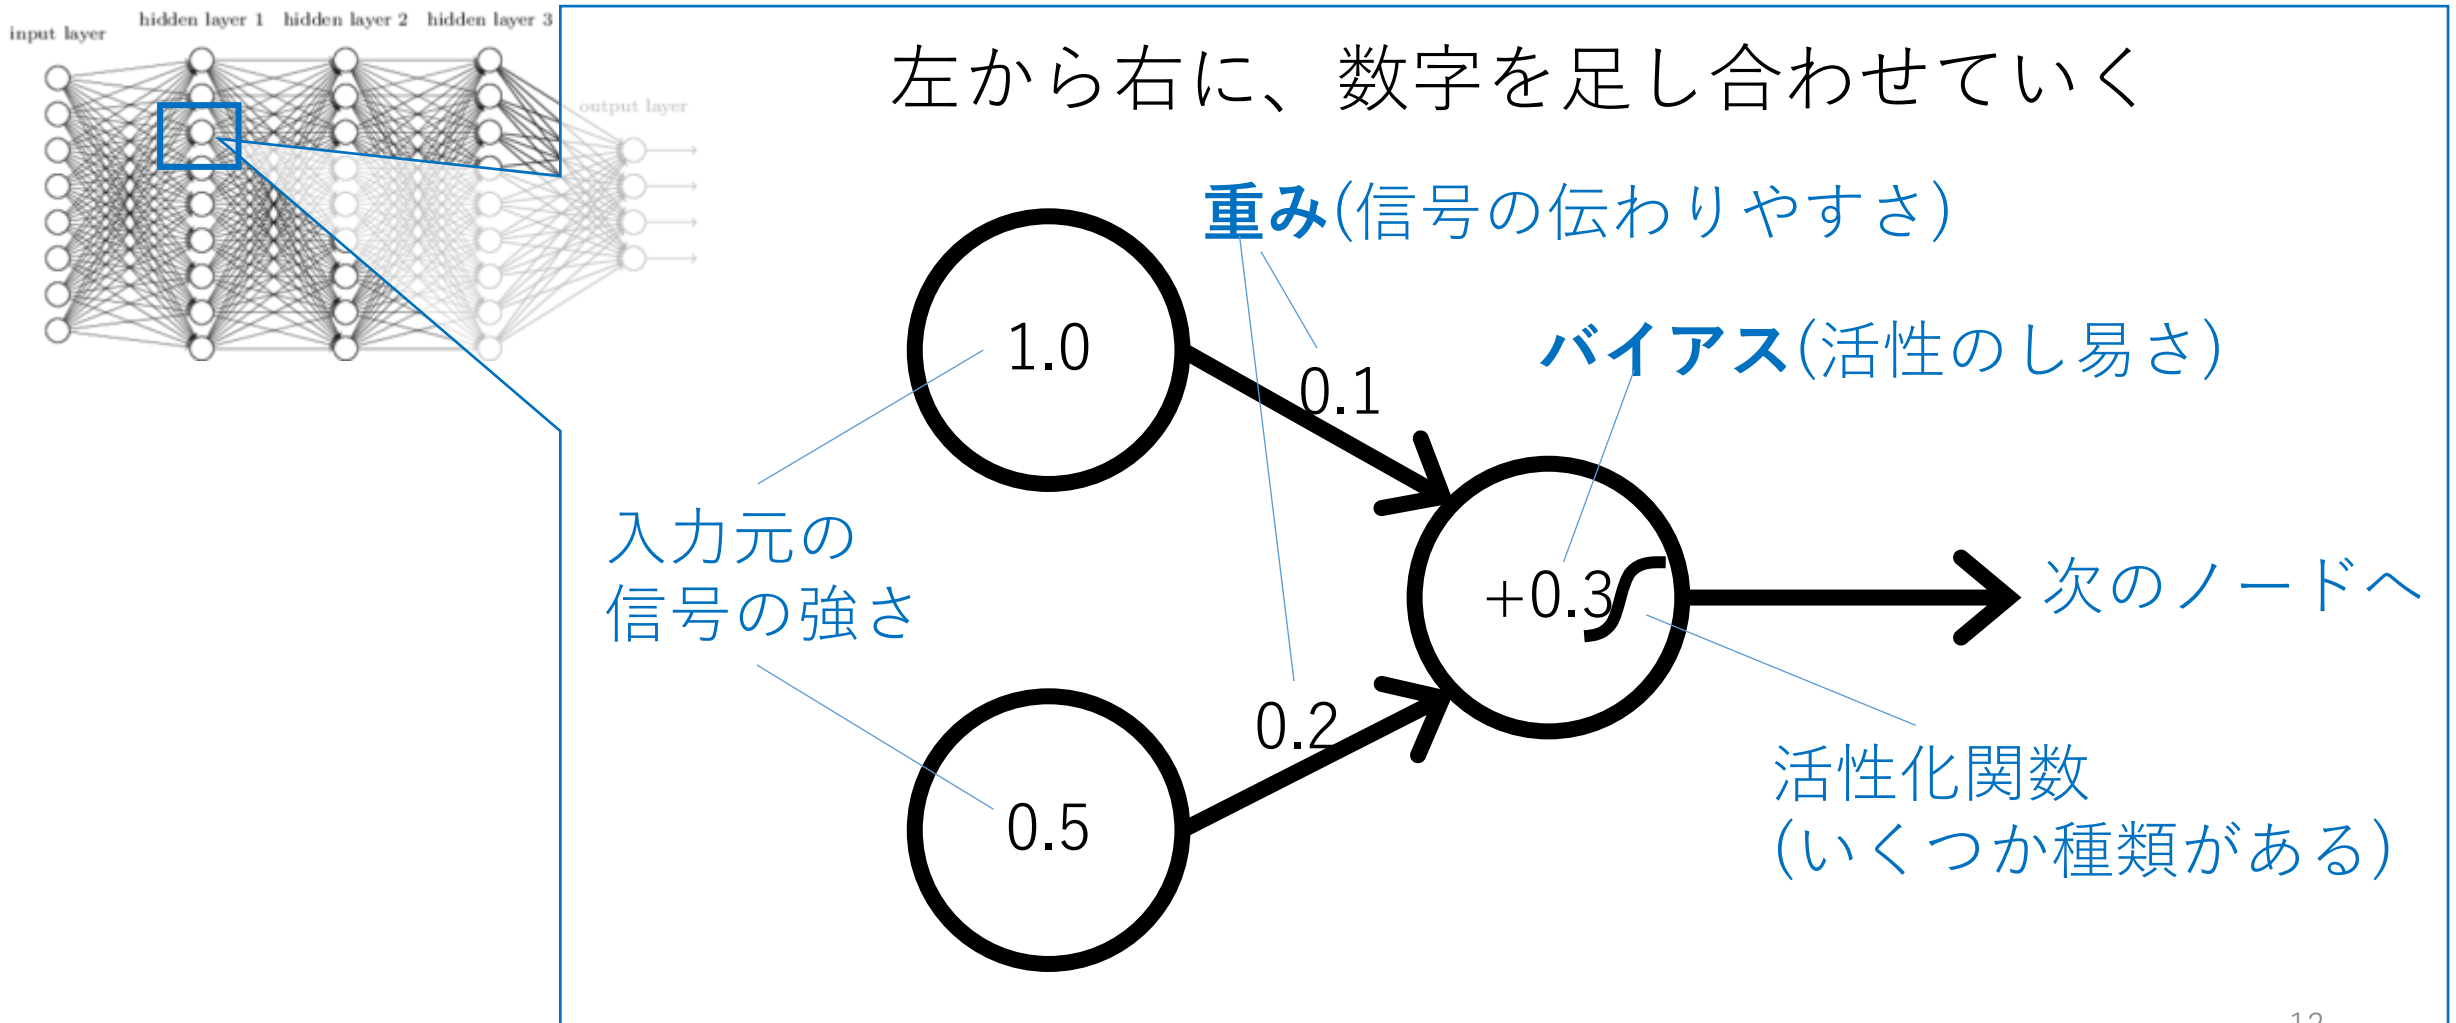 input layer
hidden layer 1
hidden layer 2
hidden layer 3
output layer
左から右に、数字を足し合わせていく
重み(信号の伝わりやすさ)
バイアス(活性のし易さ)
1.0
0.1
入力元の
信号の強さ
+0.3
次のノードへ
0.2
0.5
活性化関数
(いくつか種類がある)